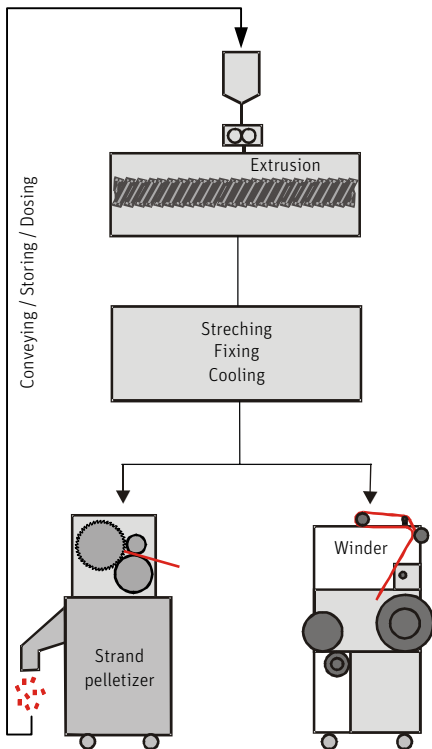 Extrusion
Conveying / Storing / Dosing
Streching
Fixing
Cooling
Winder
Strand
pelletizer